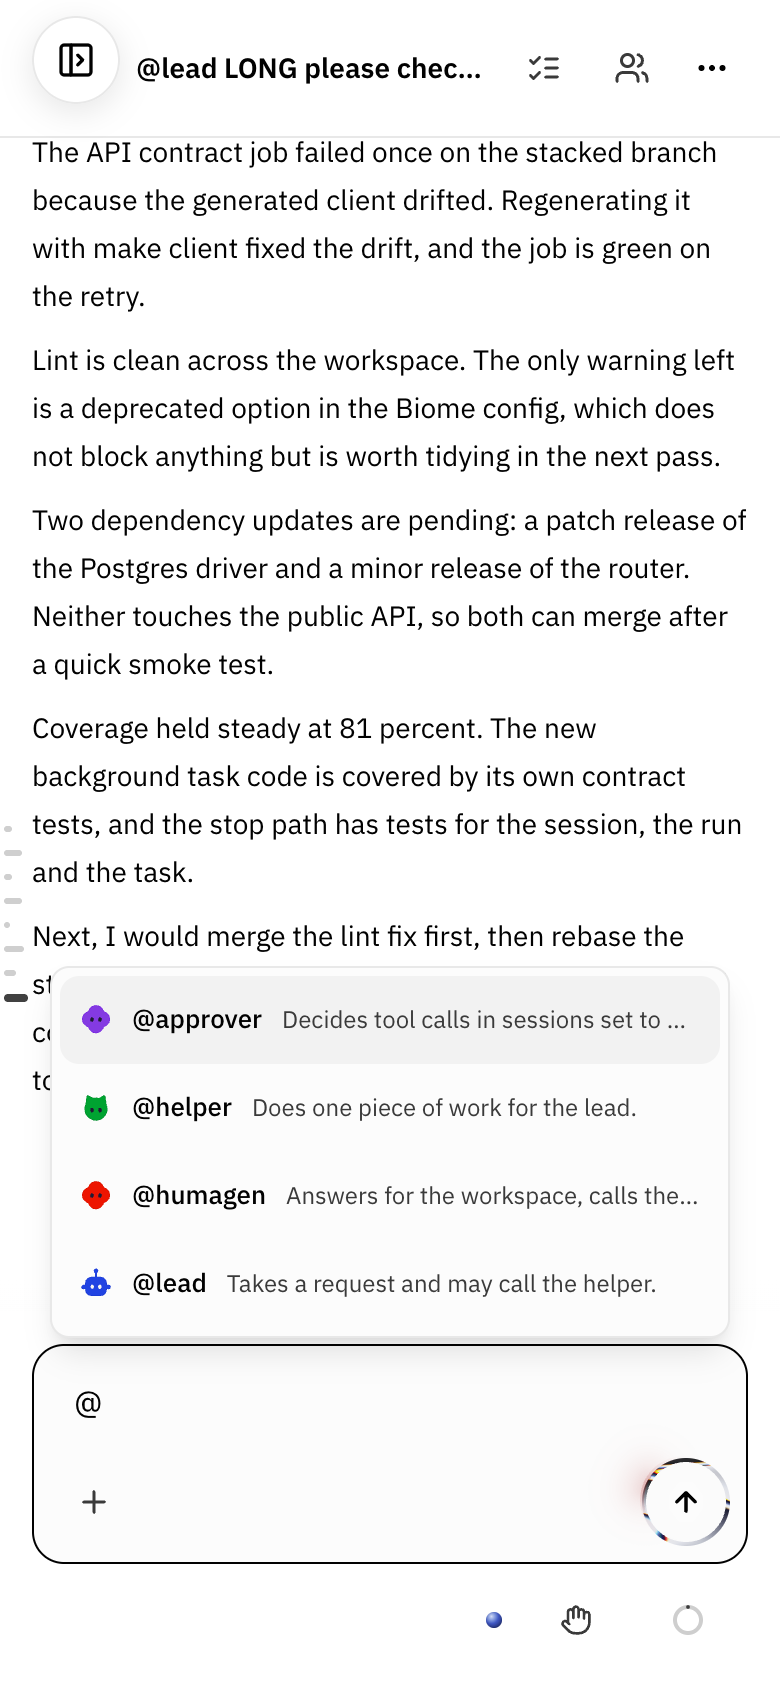 @lead LONG please chec...
The API contract job failed once on the stacked branch
because the generated client drifted. Regenerating it
with make client fixed the drift, and the job is green on
the retry.
Lint is clean across the workspace. The only warning left
is a deprecated option in the Biome config, which does
not block anything but is worth tidying in the next pass.
Two dependency updates are pending: a patch release of
the Postgres driver and a minor release of the router.
Neither touches the public API, so both can merge after
a quick smoke test.
Coverage held steady at 81 percent. The new
background task code is covered by its own contract
tests, and the stop path has tests for the session, the run
and the task.
Next, I would merge the lint fix first, then rebase the
@approver Decides tool calls in sessions set to ...
@helper Does one piece of work for the lead.
@humagen Answers for the workspace, calls the...
@lead Takes a request and may call the helper.
@